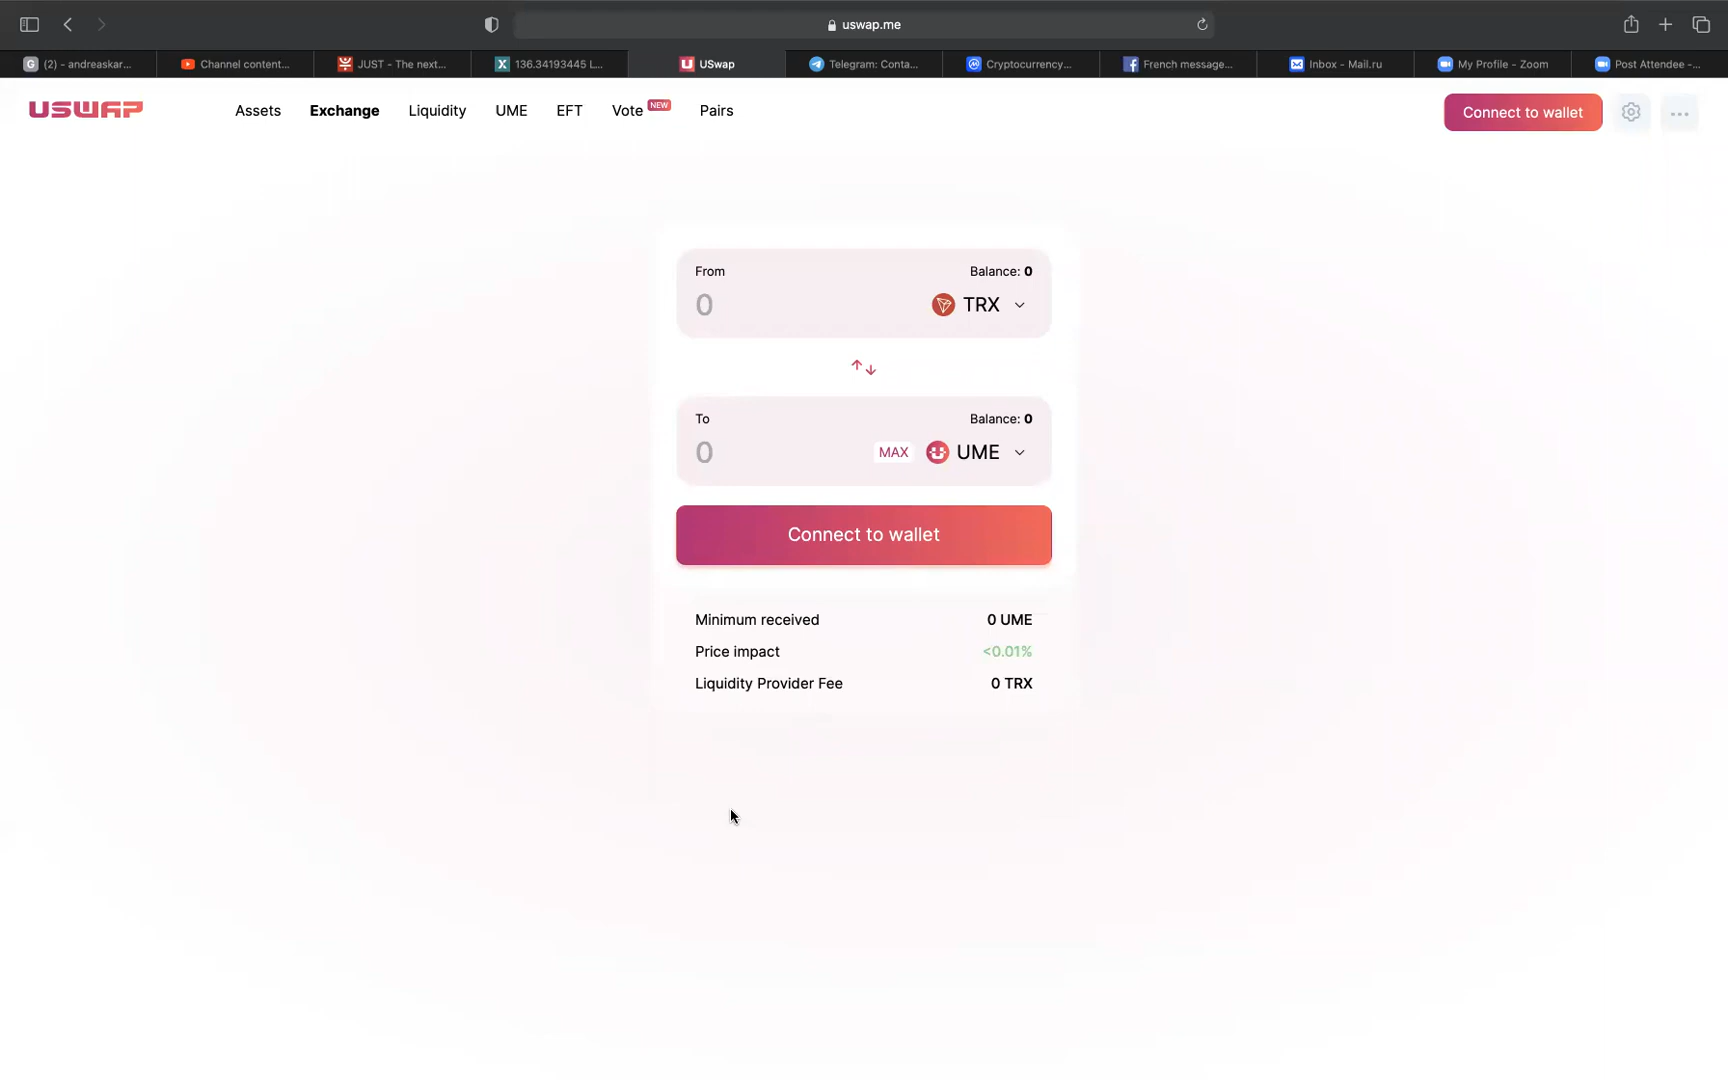 uswap.me
(2) - andreaskar...
Channel content...
JUST - The next...
136.34193445 L...
USwap
Telegram: Conta...
Cryptocurrency...
French message...
Inbox - Mail.ru
My Profile - Zoom
Post Attendee -...
USWAP
Assets
Exchange
Liquidity
UME
EFT
Vote NEW
Pairs
Connect to wallet
From
Balance: 0
0
TRX
To
Balance: 0
0
MAX
UME
Connect to wallet
Minimum received 0 UME
Price impact <0.01%
Liquidity Provider Fee 0 TRX